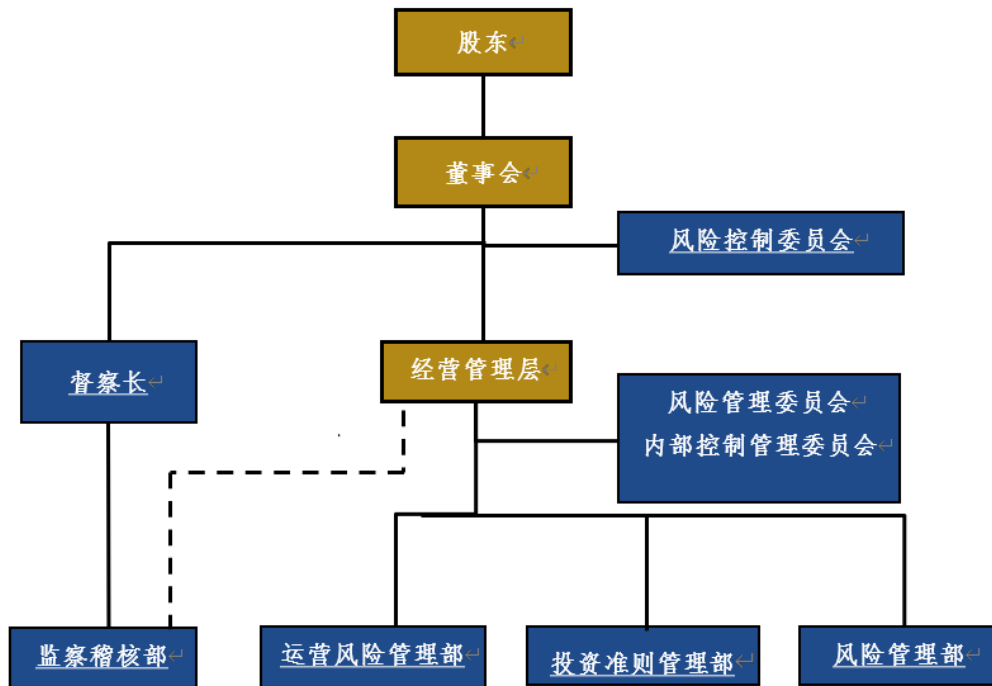 股东
董事会
风险控制委员会
督察长
经营管理层
风险管理委员会
内部控制管理委员会
监察稽核部
运营风险管理部
投资准则管理部
风险管理部